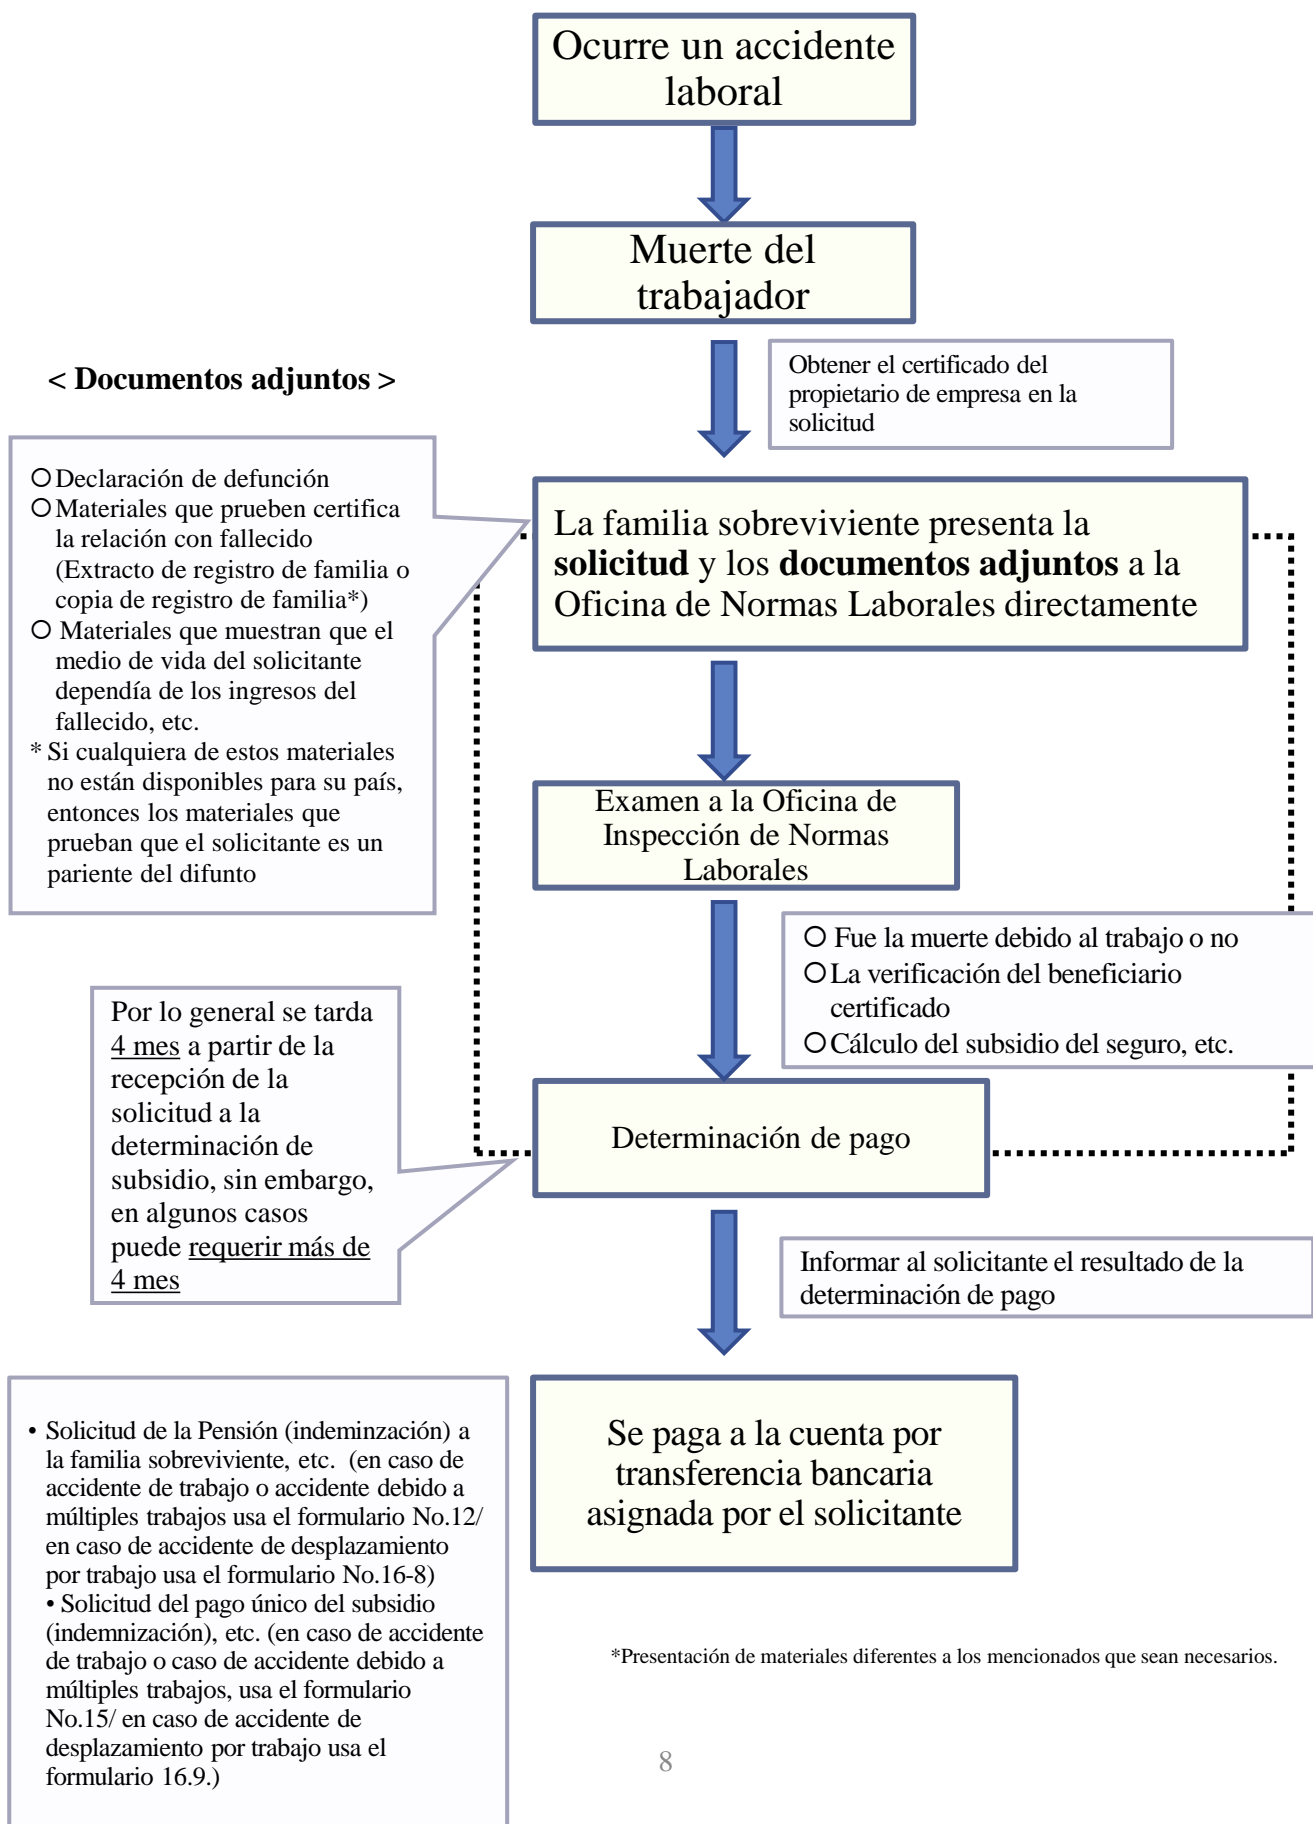 Ocurre un accidente
laboral
Muerte del
trabajador
Obtener el certificado del
propietario de empresa en la
solicitud
< Documentos adjuntos >
○ Declaración de defunción
○ Materiales que prueben certifica
la relación con fallecido
(Extracto de registro de familia o
copia de registro de familia*)
○ Materiales que muestran que el
medio de vida del solicitante
dependía de los ingresos del
fallecido, etc.
* Si cualquiera de estos materiales
no están disponibles para su país,
entonces los materiales que
prueban que el solicitante es un
pariente del difunto
La familia sobreviviente presenta la
solicitud y los documentos adjuntos a la
Oficina de Normas Laborales directamente
Examen a la Oficina de
Inspección de Normas
Laborales
○ Fue la muerte debido al trabajo o no
○ La verificación del beneficiario
certificado
○ Cálculo del subsidio del seguro, etc.
Por lo general se tarda
4 mes a partir de la
recepción de la
solicitud a la
determinación de
subsidio, sin embargo,
en algunos casos
puede requerir más de
4 mes
Determinación de pago
Informar al solicitante el resultado de la
determinación de pago
Se paga a la cuenta por
transferencia bancaria
asignada por el solicitante
• Solicitud de la Pensión (indeminzación) a
la familia sobreviviente, etc. (en caso de
accidente de trabajo o accidente debido a
múltiples trabajos usa el formulario No.12/
en caso de accidente de desplazamiento
por trabajo usa el formulario No.16-8)
• Solicitud del pago único del subsidio
(indemnización), etc. (en caso de accidente
de trabajo o caso de accidente debido a
múltiples trabajos, usa el formulario
No.15/ en caso de accidente de
desplazamiento por trabajo usa el
formulario 16.9.)
*Presentación de materiales diferentes a los mencionados que sean necesarios.
8